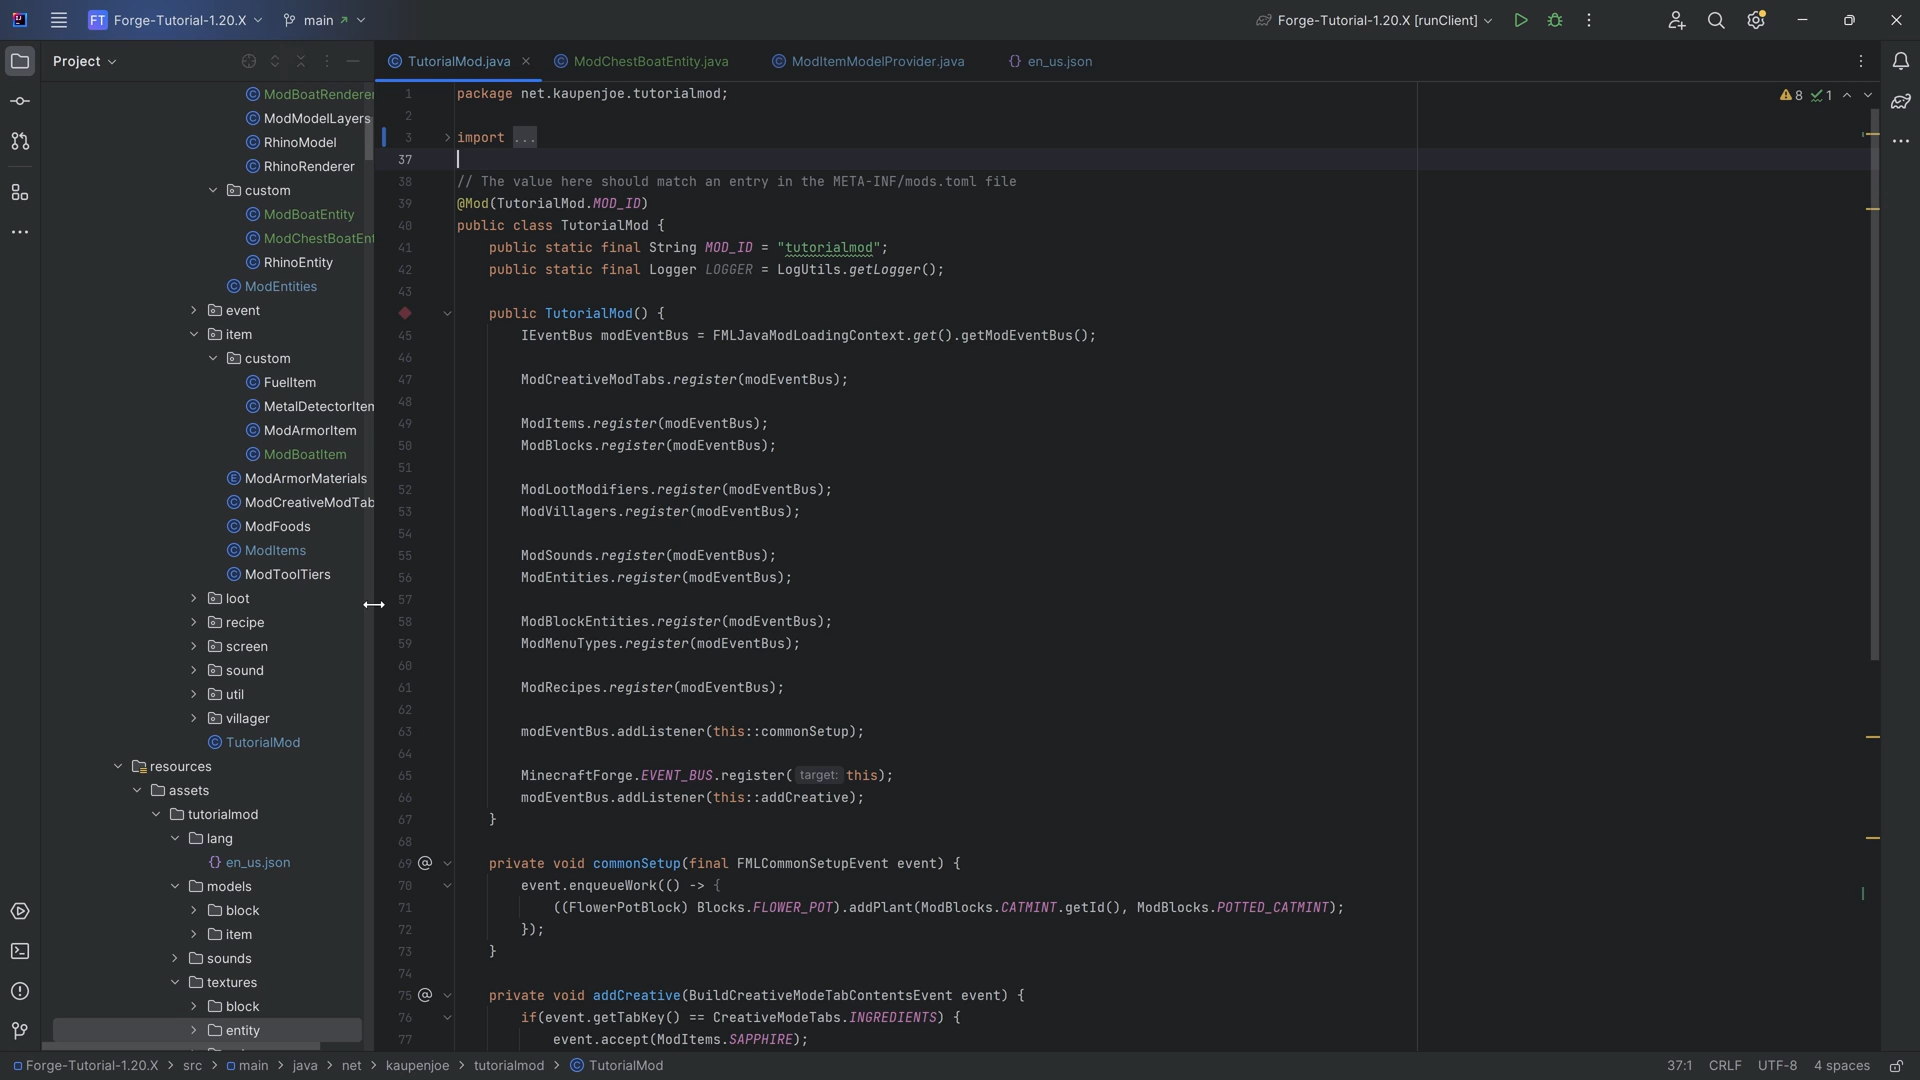 FT Forge-Tutorial-1.20.X main
Forge-Tutorial-1.20.X [runClient]
Project
TutorialMod.java
ModChestBoatEntity.java
ModItemModelProvider.java
{} en_us.json
ModBoatRendere
ModModelLayers
RhinoModel
RhinoRenderer
custom
ModBoatEntity
ModChestBoatEnt
RhinoEntity
ModEntities
event
item
custom
FuelItem
MetalDetectorItem
ModArmorItem
ModBoatItem
ModArmorMaterials
ModCreativeModTab
ModFoods
ModItems
ModToolTiers
loot
recipe
screen
sound
util
villager
TutorialMod
resources
assets
tutorialmod
lang
{} en_us.json
models
block
item
sounds
textures
block
entity
8 1
1 package net.kaupenjoe.tutorialmod;
2
3 import ...
37
38 // The value here should match an entry in the META-INF/mods.toml file
39 @Mod(TutorialMod.MOD_ID)
40 public class TutorialMod {
41 public static final String MOD_ID = "tutorialmod";
42 public static final Logger LOGGER = LogUtils.getLogger();
43
public TutorialMod() {
45 IEventBus modEventBus = FMLJavaModLoadingContext.get().getModEventBus();
46
47 ModCreativeModTabs.register(modEventBus);
48
49 ModItems.register(modEventBus);
50 ModBlocks.register(modEventBus);
51
52 ModLootModifiers.register(modEventBus);
53 ModVillagers.register(modEventBus);
54
55 ModSounds.register(modEventBus);
56 ModEntities.register(modEventBus);
57
58 ModBlockEntities.register(modEventBus);
59 ModMenuTypes.register(modEventBus);
60
61 ModRecipes.register(modEventBus);
62
63 modEventBus.addListener(this::commonSetup);
64
65 MinecraftForge.EVENT_BUS.register( target: this);
66 modEventBus.addListener(this::addCreative);
67 }
68
69 @ private void commonSetup(final FMLCommonSetupEvent event) {
70 event.enqueueWork(() -> {
71 ((FlowerPotBlock) Blocks.FLOWER_POT).addPlant(ModBlocks.CATMINT.getId(), ModBlocks.POTTED_CATMINT);
72 });
73 }
74
75 @ private void addCreative(BuildCreativeModeTabContentsEvent event) {
76 if(event.getTabKey() == CreativeModeTabs.INGREDIENTS) {
77 event.accept(ModItems.SAPPHIRE);
Forge-Tutorial-1.20.X > src > main > java > net > kaupenjoe > tutorialmod > TutorialMod
37:1 CRLF UTF-8 4 spaces